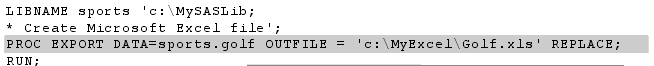 LIBNAME sports 'c:\MySASLib;
* Create Microsoft Excel file';
PROC EXPORT DATA=sports.golf OUTFILE = 'c:\MyExcel\Golf.xls' REPLACE;
RUN;